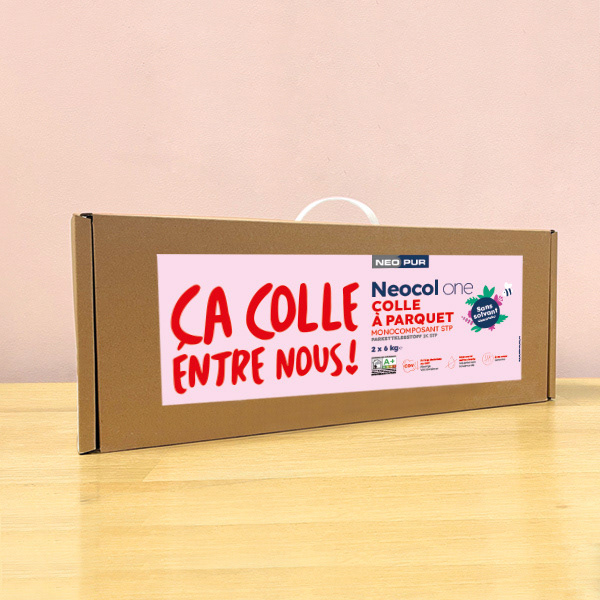 ÇA COLLE
ENTRE NOUS!
NEO PUR
Neocol one
COLLE
À PARQUET
MONOCOMPOSANT STP
PARKETTKLEBSTOFF 1K STP
2 x 6 kg e
Sans
solvant
A+
COV